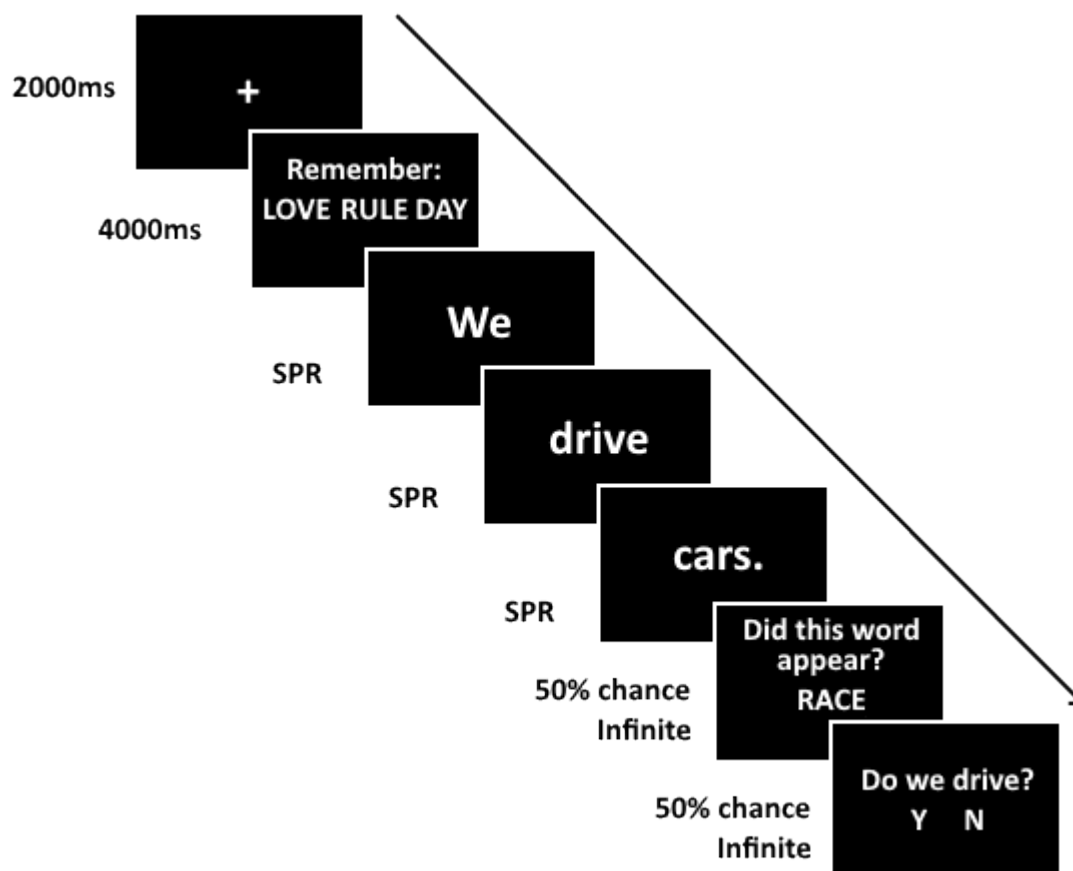 2000ms
+
Remember:
LOVE RULE DAY
4000ms
We
SPR
drive
SPR
cars.
SPR
Did this word
appear?
RACE
50% chance
Infinite
Do we drive?
Y N
50% chance
Infinite